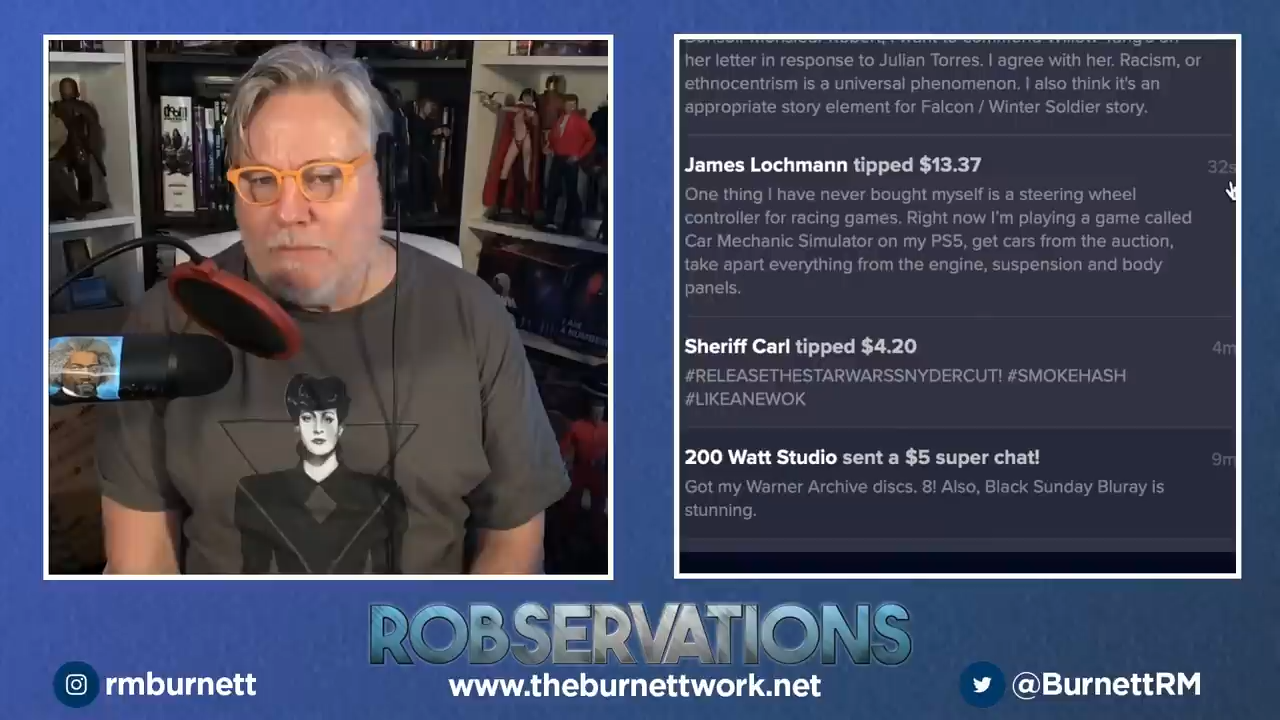 her letter in response to Julian Torres. I agree with her. Racism, or
ethnocentrism is a universal phenomenon. I also think it's an
appropriate story element for Falcon / Winter Soldier story.
James Lochmann tipped $13.37
32s
One thing I have never bought myself is a steering wheel
controller for racing games. Right now I'm playing a game called
Car Mechanic Simulator on my PS5, get cars from the auction,
take apart everything from the engine, suspension and body
panels.
Sheriff Carl tipped $4.20
4m
#RELEASETHESTARWARSSNYDERCUT! #SMOKEHASH
#LIKEANEWOK
200 Watt Studio sent a $5 super chat!
9m
Got my Warner Archive discs. 8! Also, Black Sunday Bluray is
stunning.
I AM
A NUMBER
ROBSERVATIONS
rmburnett
www.theburnettwork.net
@BurnettRM